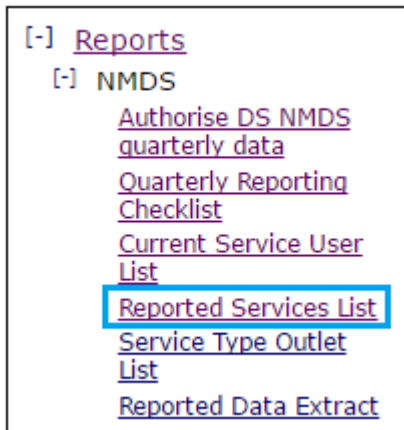 [-] Reports
[-] NMDS
Authorise DS NMDS
quarterly data
Quarterly Reporting
Checklist
Current Service User
List
Reported Services List
Service Type Outlet
List
Reported Data Extract